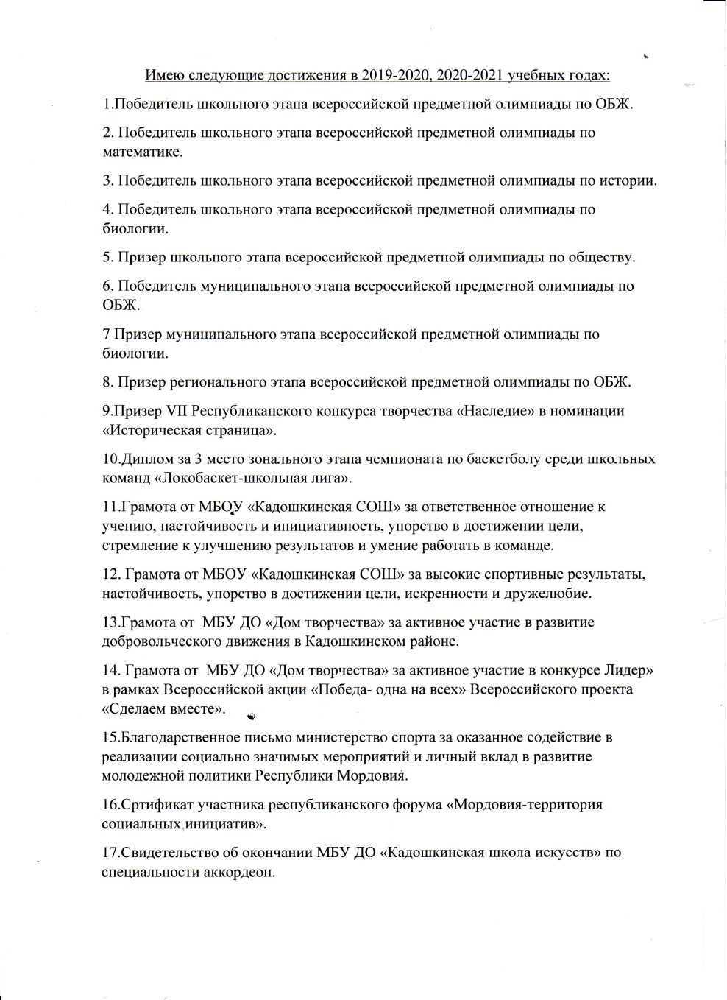 Имею следующие достижения в 2019-2020, 2020-2021 учебных годах:
1.Победитель школьного этапа всероссийской предметной олимпиады по ОБЖ.
2. Победитель школьного этапа всероссийской предметной олимпиады по
математике.
3. Победитель школьного этапа всероссийской предметной олимпиады по истории.
4. Победитель школьного этапа всероссийской предметной олимпиады по
биологии.
5. Призер школьного этапа всероссийской предметной олимпиады по обществу.
6. Победитель муниципального этапа всероссийской предметной олимпиады по
ОБЖ.
7 Призер муниципального этапа всероссийской предметной олимпиады по
биологии.
8. Призер регионального этапа всероссийской предметной олимпиады по ОБЖ.
9.Призер VII Республиканского конкурса творчества «Наследие» в номинации
«Историческая страница».
10.Диплом за 3 место зонального этапа чемпионата по баскетболу среди школьных
команд «Локобаскет-школьная лига».
11.Грамота от МБОУ «Кадошкинская СОШ» за ответственное отношение к
учению, настойчивость и инициативность, упорство в достижении цели,
стремление к улучшению результатов и умение работать в команде.
12. Грамота от МБОУ «Кадошкинская СОШ» за высокие спортивные результаты,
настойчивость, упорство в достижении цели, искренности и дружелюбие.
13.Грамота от  МБУ ДО «Дом творчества» за активное участие в развитие
добровольческого движения в Кадошкинском районе.
14. Грамота от  МБУ ДО «Дом творчества» за активное участие  в конкурсе Лидер»
в рамках Всероссийской акции «Победа- одна на всех» Всероссийского проекта
«Сделаем вместе».
15.Благодарственное письмо министерство спорта за оказанное содействие в
реализации социально значимых мероприятий и личный вклад в развитие
молодежной политики Республики Мордовия.
16.Сртификат участника республиканского форума «Мордовия-территория
социальных инициатив».
17.Свидетельство об окончании МБУ ДО «Кадошкинская школа искусств» по
специальности аккордеон.